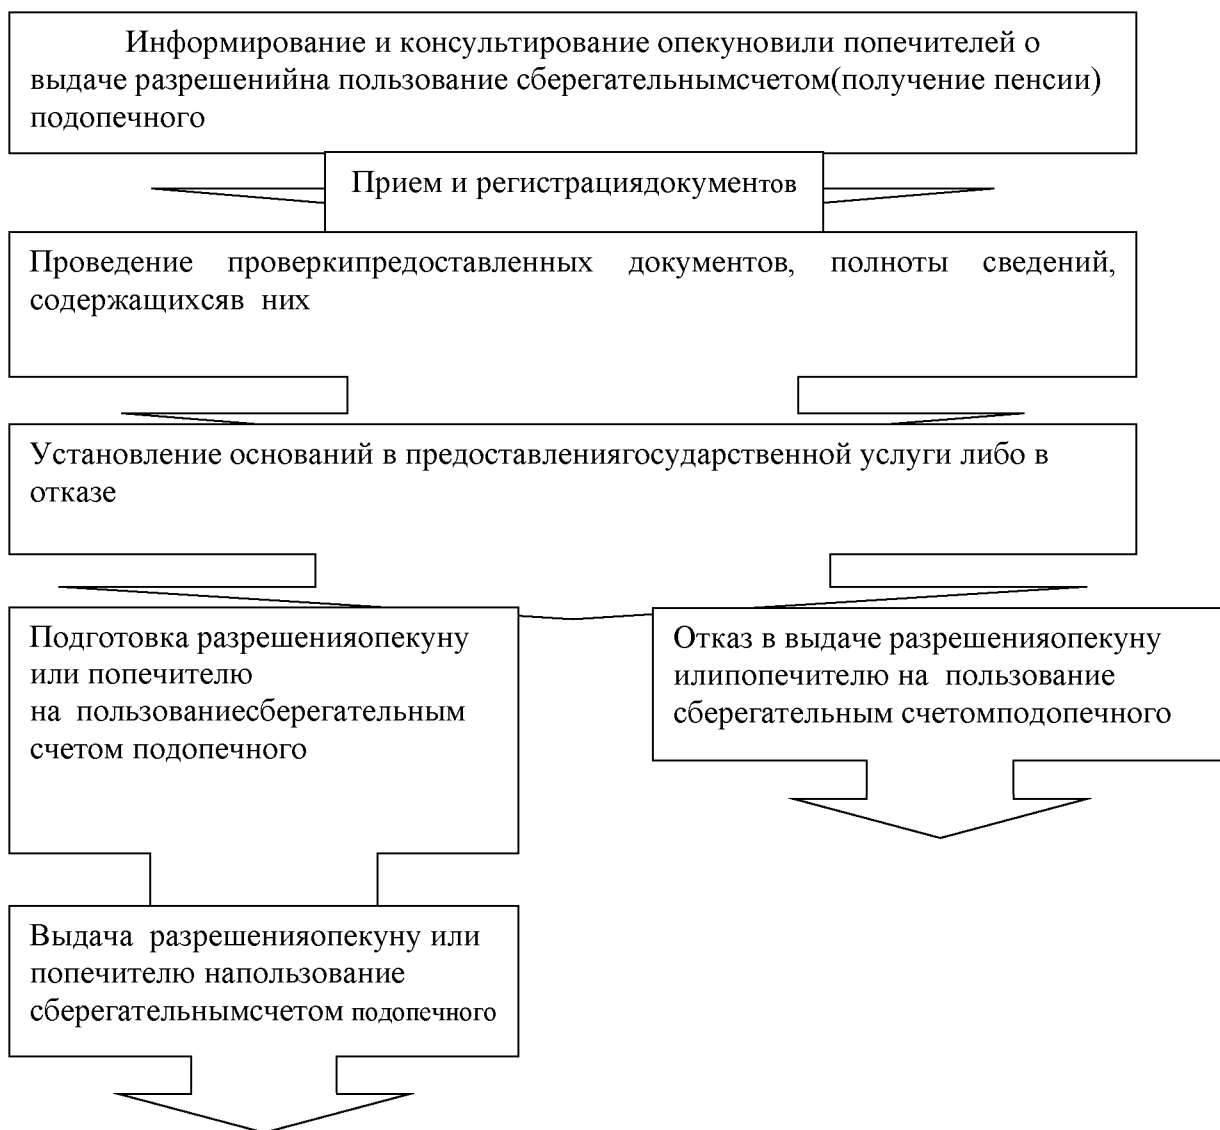 Информирование и консультирование опекуновили попечителей о
выдаче разрешенийна пользование сберегательнымсчетом(получение пенсии)
подопечного
Прием и регистрациядокументов
Проведение проверкипредоставленных документов, полноты сведений,
содержащихсяв них
Установление оснований в предоставлениягосударственной услуги либо в
отказе
Подготовка разрешенияопекуну
или попечителю
на пользованиесберегательным
счетом подопечного
Отказ в выдаче разрешенияопекуну
илипопечителю на пользование
сберегательным счетомподопечного
Выдача разрешенияопекуну или
попечителю напользование
сберегательнымсчетом подопечного